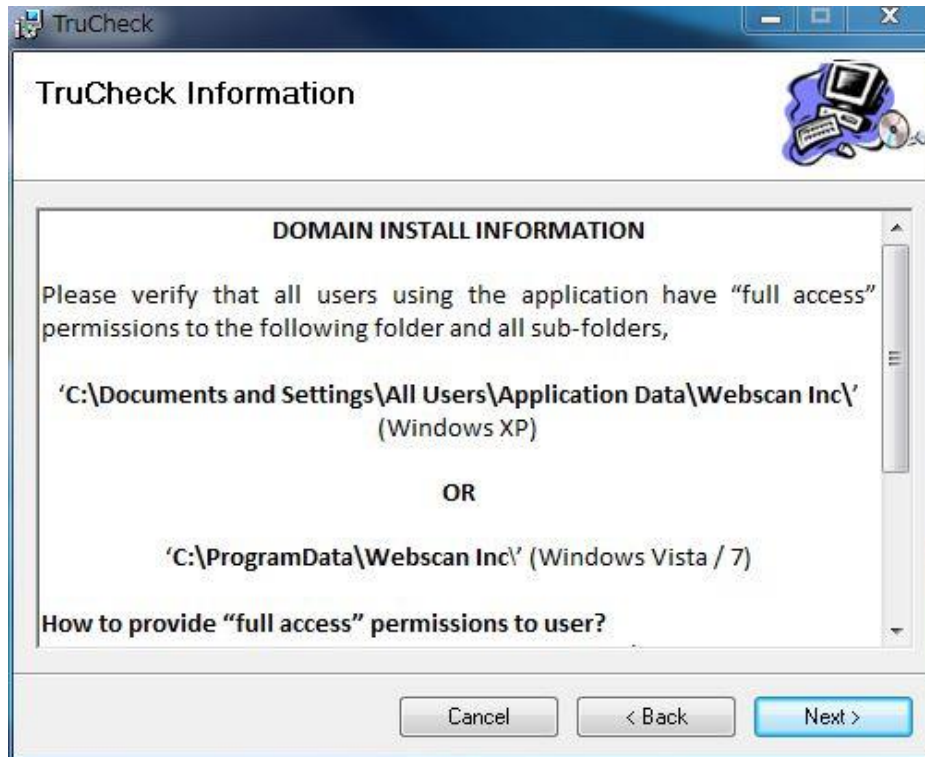 TruCheck
TruCheck Information
DOMAIN INSTALL INFORMATION
Please verify that all users using the application have “full access”
permissions to the following folder and all sub-folders,
‘C:\Documents and Settings\All Users\Application Data\Webscan Inc\’
(Windows XP)
OR
‘C:\ProgramData\Webscan Inc\’ (Windows Vista / 7)
How to provide “full access” permissions to user?
Cancel
< Back
Next >